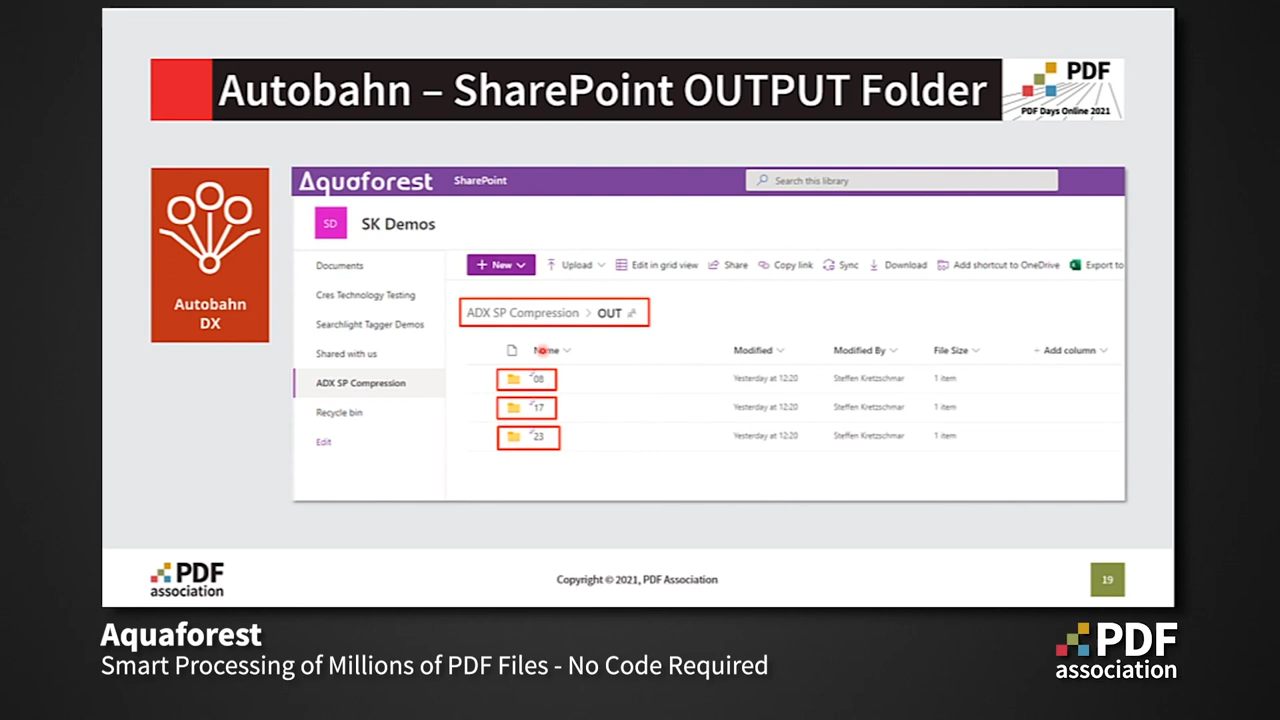 Autobahn – SharePoint OUTPUT Folder
PDF
PDF Days Online 2021
Autobahn
DX
Aquaforest SharePoint Search this library
SD SK Demos
Documents
Cres Technology Testing
Searchlight Tagger Demos
Shared with us
ADX SP Compression
Recycle bin
Edit
+ New Upload Edit in grid view Share Copy link Sync Download Add shortcut to OneDrive Export to
ADX SP Compression > OUT
Name Modified Modified By File Size + Add column
08 Yesterday at 12:20 Steffen Kretzschmar 1 item
17 Yesterday at 12:20 Steffen Kretzschmar 1 item
23 Yesterday at 12:20 Steffen Kretzschmar 1 item
PDF
association
Copyright © 2021, PDF Association
19
Aquaforest
Smart Processing of Millions of PDF Files - No Code Required
PDF
association